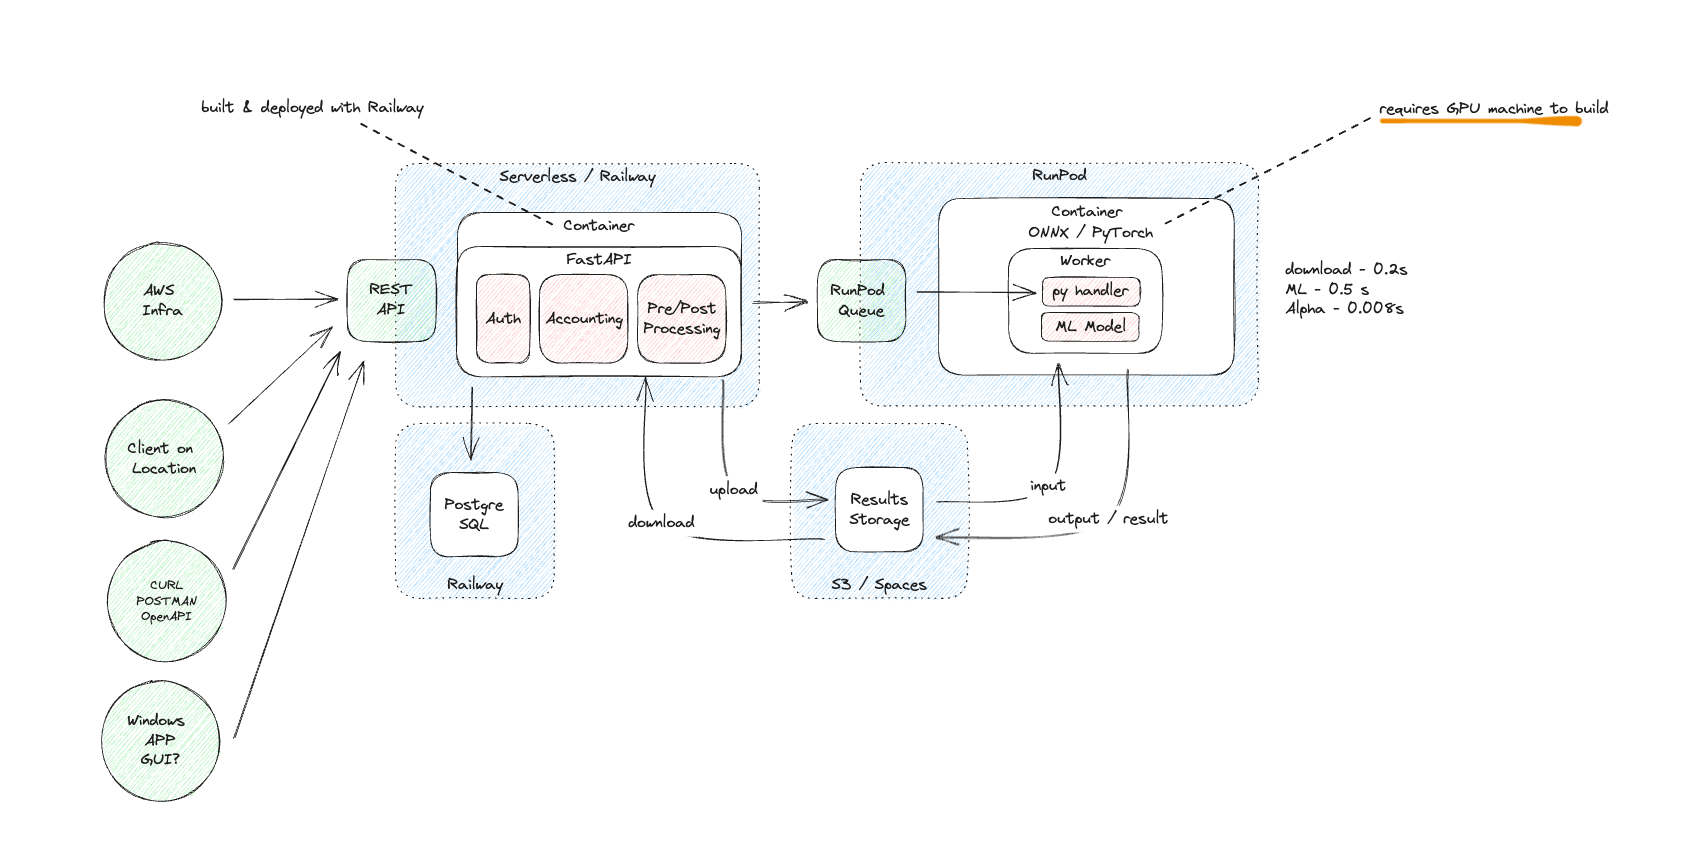 built & deployed with Railway
requires GPU machine to build
Serverless / Railway
Container
FastAPI
Auth
Accounting
Pre/Post
Processing
RunPod
Container
ONNX / PyTorch
Worker
py handler
ML Model
AWS
Infra
REST
API
RunPod
Queue
download - 0.2s
ML - 0.5 s
Alpha - 0.008s
Client on
Location
Postgre
SQL
Railway
upload
download
Results
Storage
S3 / Spaces
input
output / result
CURL
POSTMAN
OpenAPI
Windows
APP
GUI?